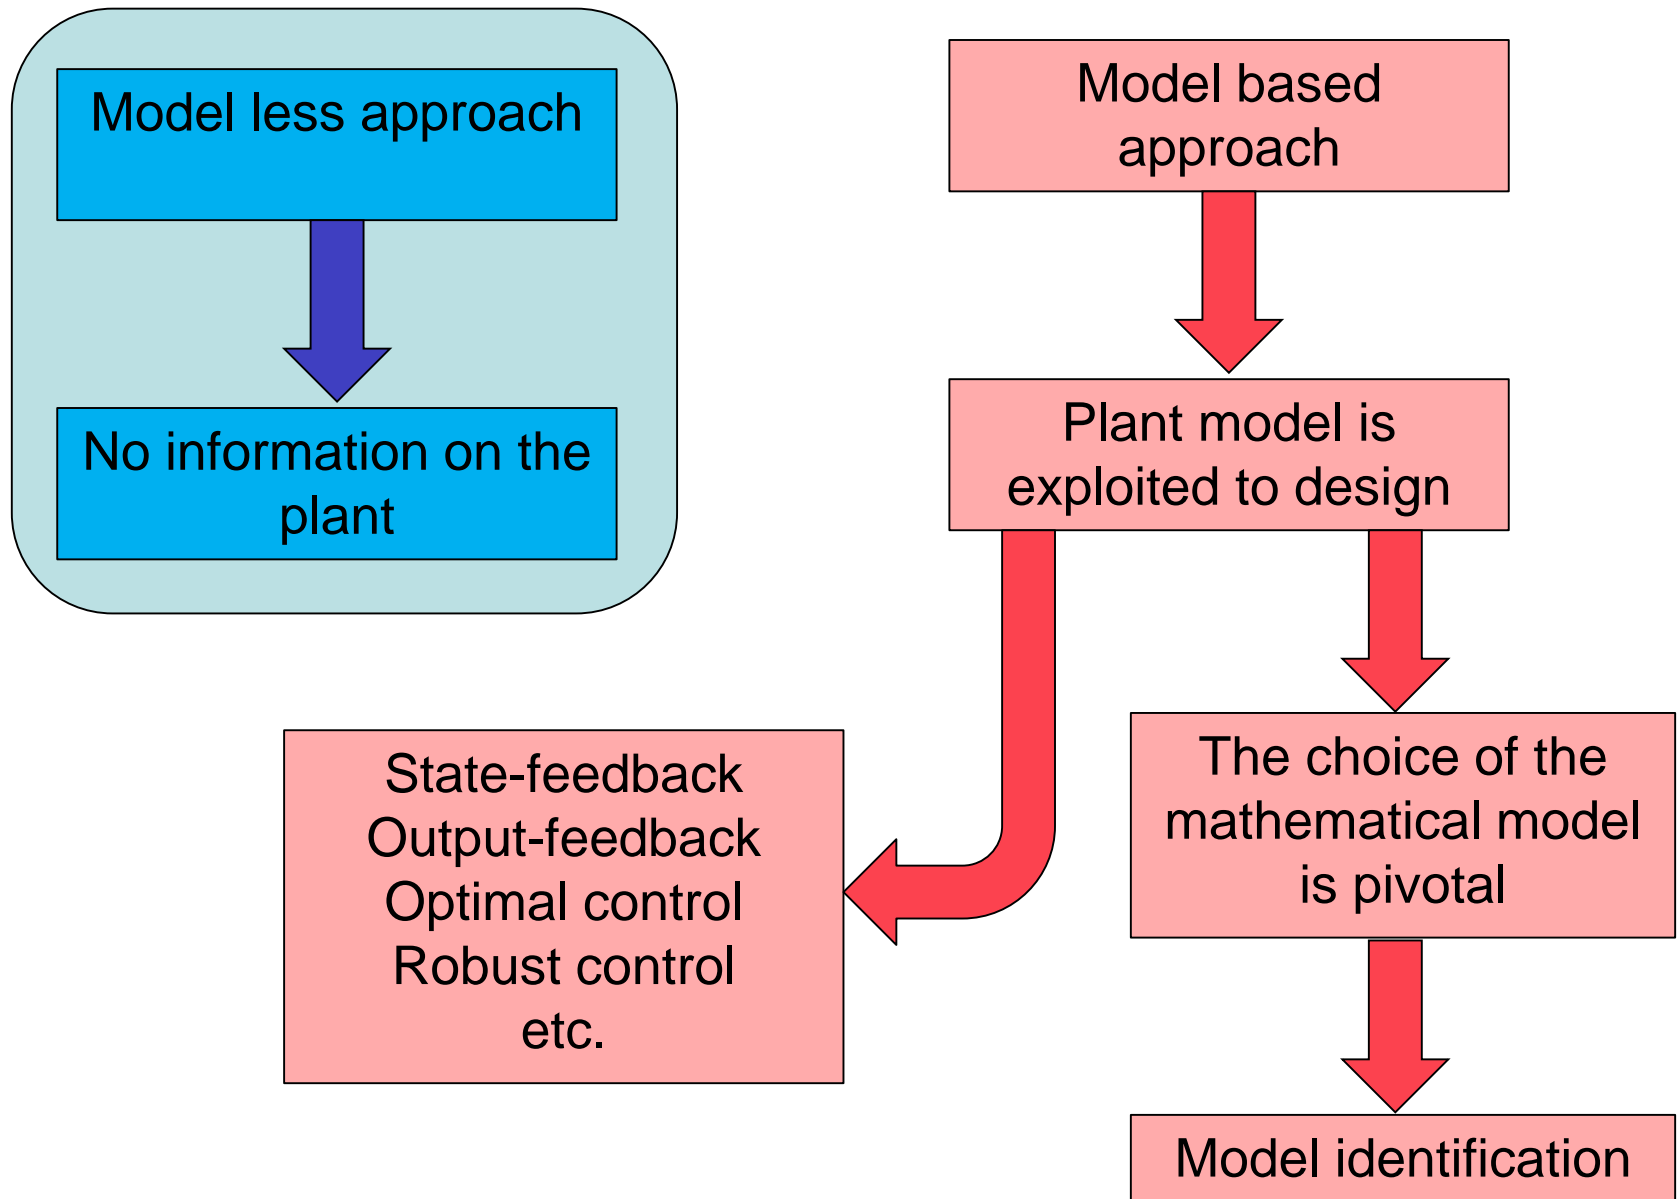 Model less approach
No information on the
plant
Model based
approach
Plant model is
exploited to design
State-feedback
Output-feedback
Optimal control
Robust control
etc.
The choice of the
mathematical model
is pivotal
Model identification